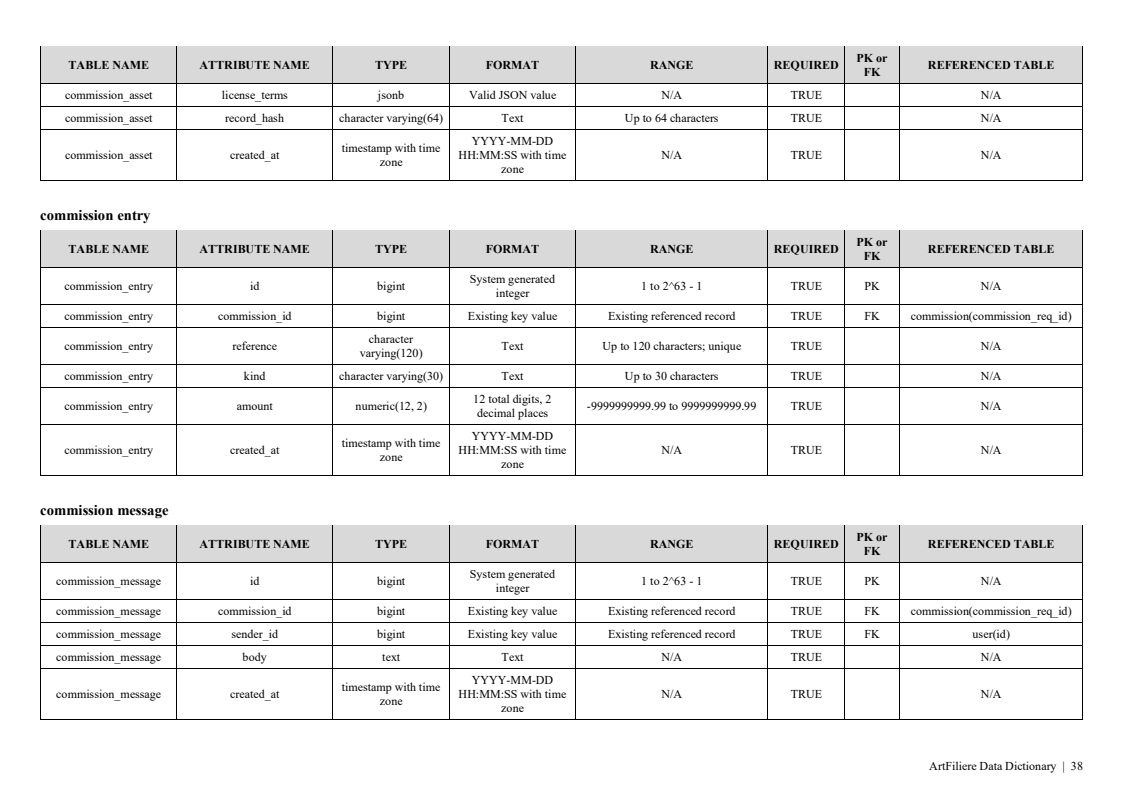 TABLE NAME ATTRIBUTE NAME TYPE FORMAT RANGE REQUIRED PK or FK REFERENCED TABLE
commission_asset license_terms jsonb Valid JSON value N/A TRUE N/A
commission_asset record_hash character varying(64) Text Up to 64 characters TRUE N/A
commission_asset created_at timestamp with time zone YYYY-MM-DD HH:MM:SS with time zone N/A TRUE N/A
commission entry
TABLE NAME ATTRIBUTE NAME TYPE FORMAT RANGE REQUIRED PK or FK REFERENCED TABLE
commission_entry id bigint System generated integer 1 to 2^63 - 1 TRUE PK N/A
commission_entry commission_id bigint Existing key value Existing referenced record TRUE FK commission(commission_req_id)
commission_entry reference character varying(120) Text Up to 120 characters; unique TRUE N/A
commission_entry kind character varying(30) Text Up to 30 characters TRUE N/A
commission_entry amount numeric(12, 2) 12 total digits, 2 decimal places -9999999999.99 to 9999999999.99 TRUE N/A
commission_entry created_at timestamp with time zone YYYY-MM-DD HH:MM:SS with time zone N/A TRUE N/A
commission message
TABLE NAME ATTRIBUTE NAME TYPE FORMAT RANGE REQUIRED PK or FK REFERENCED TABLE
commission_message id bigint System generated integer 1 to 2^63 - 1 TRUE PK N/A
commission_message commission_id bigint Existing key value Existing referenced record TRUE FK commission(commission_req_id)
commission_message sender_id bigint Existing key value Existing referenced record TRUE FK user(id)
commission_message body text Text N/A TRUE N/A
commission_message created_at timestamp with time zone YYYY-MM-DD HH:MM:SS with time zone N/A TRUE N/A
ArtFiliere Data Dictionary | 38